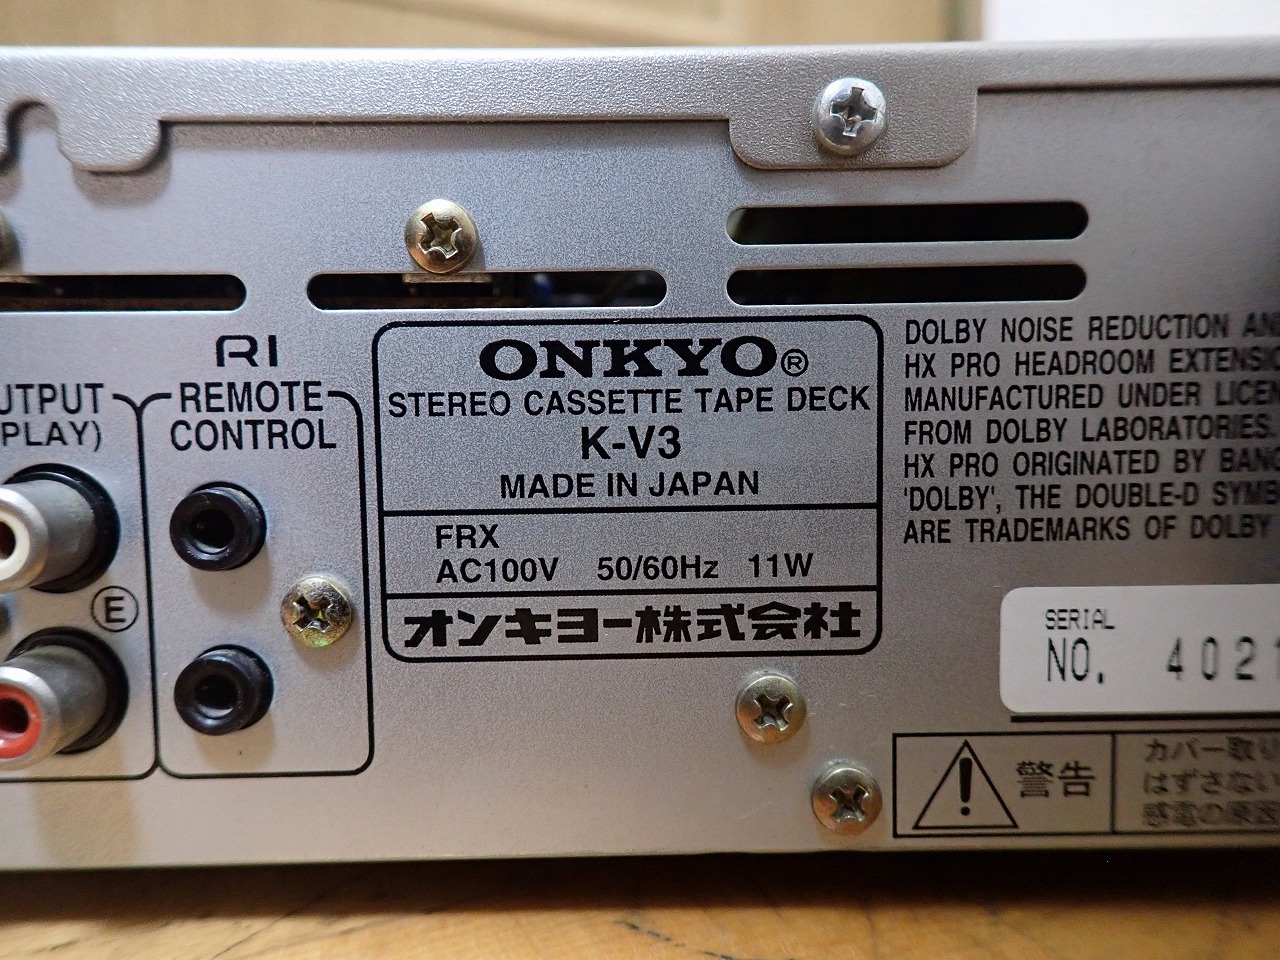 RI
REMOTE
CONTROL
UTPUT
PLAY)
E
ONKYO®
STEREO CASSETTE TAPE DECK
K-V3
MADE IN JAPAN
FRX
AC100V 50/60Hz 11W
オンキヨー株式会社
DOLBY NOISE REDUCTION AN
HX PRO HEADROOM EXTENSIO
MANUFACTURED UNDER LICEN
FROM DOLBY LABORATORIES.
HX PRO ORIGINATED BY BANG
'DOLBY', THE DOUBLE-D SYMB
ARE TRADEMARKS OF DOLBY
SERIAL
NO. 4021
警告
カバー取り
はずさない
感電の原因